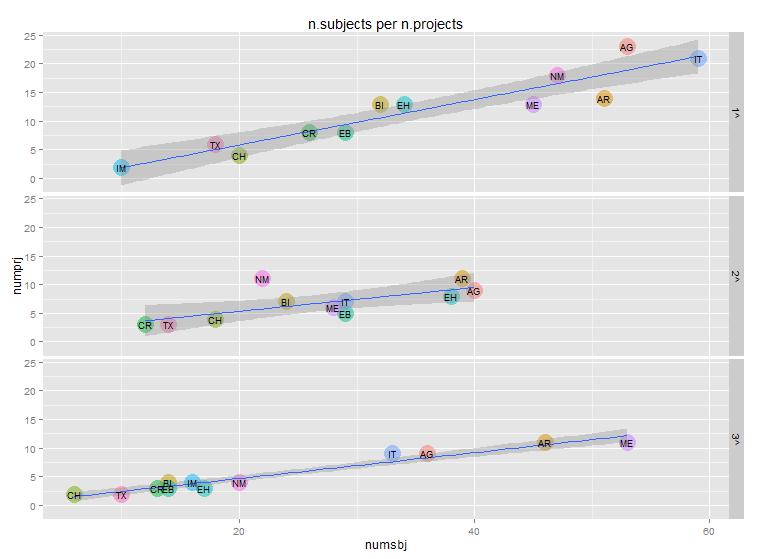 n.subjects per n.projects
25
20
15
10
5
0
AG
IT
NM
BI
EH
ME
AR
CR
EB
TX
CH
IM
1^
25
20
15
10
5
0
NM
AR
AG
EH
BI
IT
ME
EB
CH
CR
TX
2^
25
20
15
10
5
0
AR
ME
IT
AG
BI
IM
NM
CR
EB
EH
CH
TX
3^
numprj
20
40
60
numsbj